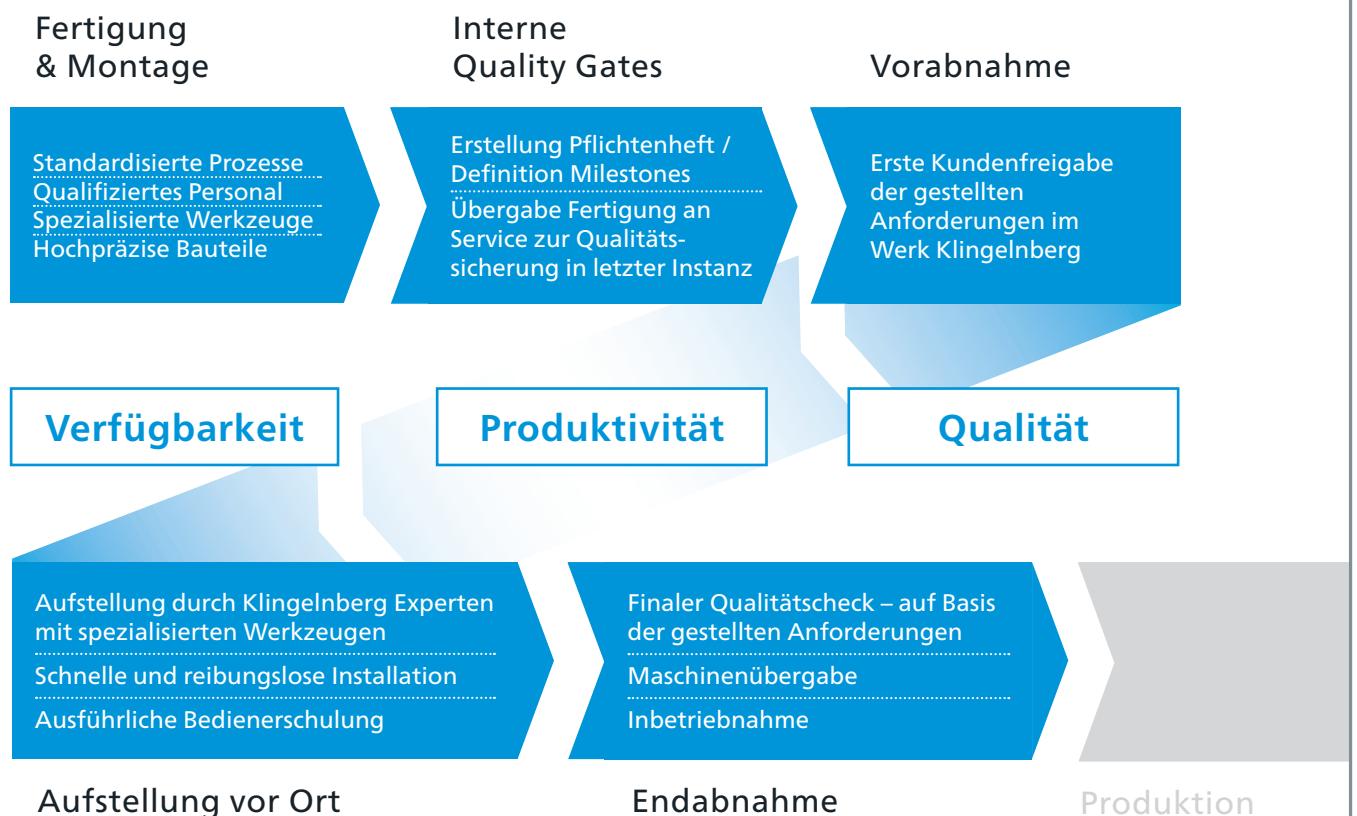 Fertigung
& Montage
Interne
Quality Gates
Vorabnahme
Standardisierte Prozesse
Qualifiziertes Personal
Spezialisierte Werkzeuge
Hochpräzise Bauteile
Erstellung Pflichtenheft /
Definition Milestones
Übergabe Fertigung an
Service zur Qualitäts-
sicherung in letzter Instanz
Erste Kundenfreigabe
der gestellten
Anforderungen im
Werk Klingelnberg
Verfügbarkeit
Produktivität
Qualität
Aufstellung durch Klingelnberg Experten
mit spezialisierten Werkzeugen
Schnelle und reibungslose Installation
Ausführliche Bedienerschulung
Finaler Qualitätscheck – auf Basis
der gestellten Anforderungen
Maschinenübergabe
Inbetriebnahme
Aufstellung vor Ort
Endabnahme
Produktion